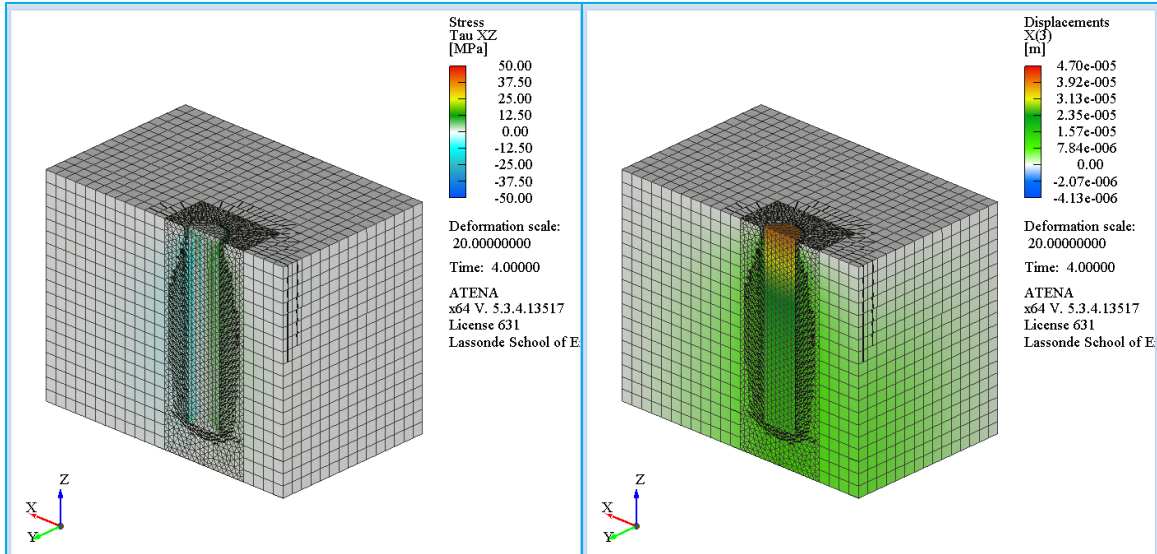 Stress
Tau XZ
[MPa]
50.00
37.50
25.00
12.50
0.00
-12.50
-25.00
-37.50
-50.00
Deformation scale:
20.00000000
Time: 4.00000
ATENA
x64 V. 5.3.4.13517
License 631
Lassonde School of E
Z
X
Y
Displacements
X(3)
[m]
4.70e-005
3.92e-005
3.13e-005
2.35e-005
1.57e-005
7.84e-006
0.00
-2.07e-006
-4.13e-006
Deformation scale:
20.00000000
Time: 4.00000
ATENA
x64 V. 5.3.4.13517
License 631
Lassonde School of E
Z
X
Y